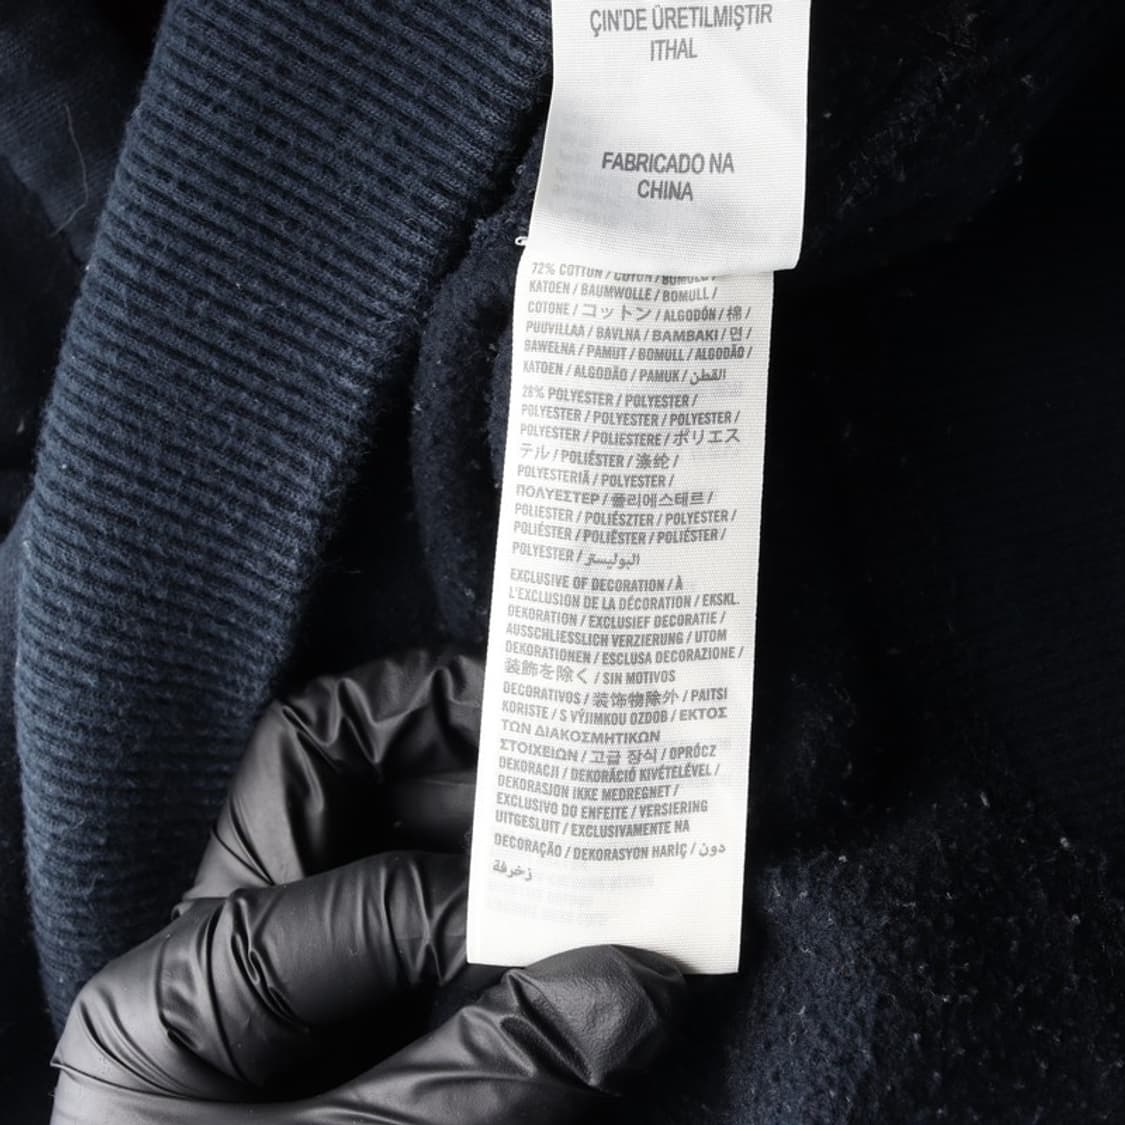 ÇIN'DE ÜRETILMIŞTIR
ITHAL
FABRICADO NA
CHINA
72% COTTON / COTON / BOMULD /
KATOEN / BAUMWOLLE / BOMULL /
COTONE / コットン / ALGODÓN / 棉 /
PUUVILLAA / BAVLNA / BAMBAKI / 면 /
BAWEŁNA / PAMUT / BOMULL / ALGODÃO /
KATOEN / ALGODÃO / PAMUK / القطن
28% POLYESTER / POLYESTER /
POLYESTER / POLYESTER / POLYESTER /
POLYESTER / POLIESTERE / ポリエス
テル / POLIÉSTER / 涤纶 /
POLYESTERIÄ / POLYESTER /
ΠΟΛΥΕΣΤΕΡ / 폴리에스테르 /
POLIESTER / POLIÉSZTER / POLYESTER /
POLIÉSTER / POLIËSTER / POLIÉSTER /
POLYESTER / البوليستر
EXCLUSIVE OF DECORATION / À
L'EXCLUSION DE LA DÉCORATION / EKSKL.
DEKORATION / EXCLUSIEF DECORATIE /
AUSSCHLIESSLICH VERZIERUNG / UTOM
DEKORATIONEN / ESCLUSA DECORAZIONE /
装飾を除く / SIN MOTIVOS
DECORATIVOS / 装饰物除外 / PAITSI
KORISTE / S VÝJIMKOU OZDOB / ΕΚΤΟΣ
ΤΩΝ ΔΙΑΚΟΣΜΗΤΙΚΩΝ
ΣΤΟΙΧΕΙΩΝ / 고급 장식 / OPRÓCZ
DEKORACJI / DEKORÁCIÓ KIVÉTELÉVEL /
DEKORASJON IKKE MEDREGNET /
EXCLUSIVO DO ENFEITE / VERSIERING
UITGESLUIT / EXCLUSIVAMENTE NA
DECORAÇÃO / DEKORASYON HARIÇ / دون
زخرفة